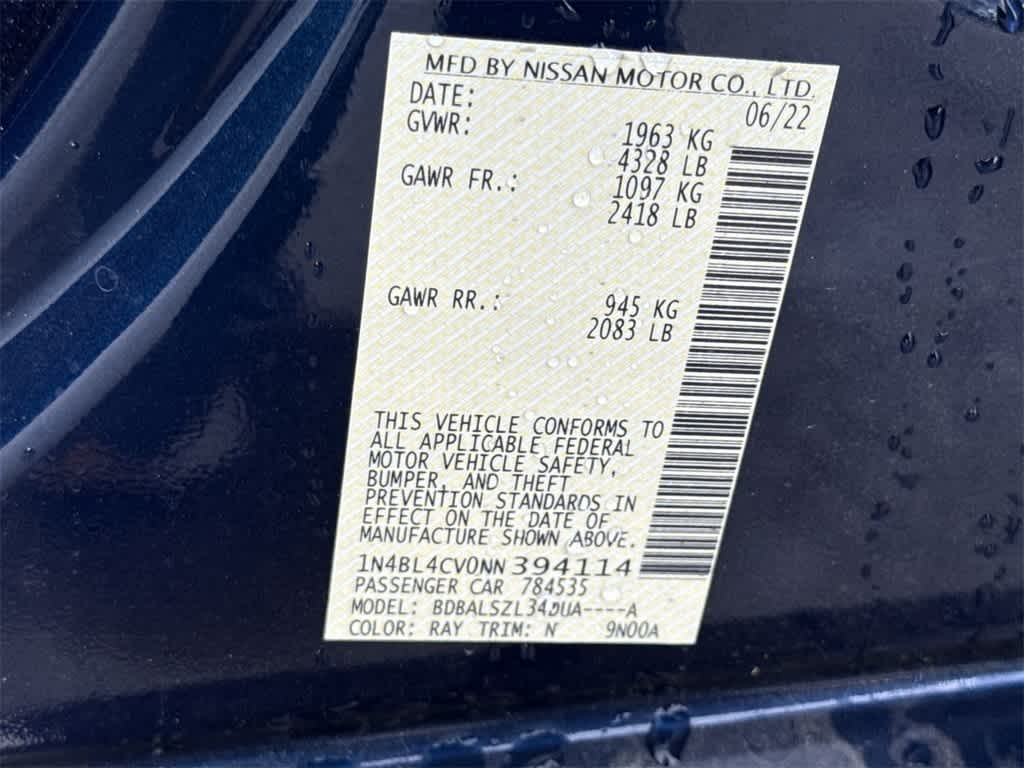 MFD BY NISSAN MOTOR CO., LTD.
DATE: 06/22
GVWR: 1963 KG
4328 LB
GAWR FR.: 1097 KG
2418 LB
GAWR RR.: 945 KG
2083 LB
THIS VEHICLE CONFORMS TO
ALL APPLICABLE FEDERAL
MOTOR VEHICLE SAFETY,
BUMPER, AND THEFT
PREVENTION STANDARDS IN
EFFECT ON THE DATE OF
MANUFACTURE SHOWN ABOVE.
1N4BL4CV0NN394114
PASSENGER CAR 784535
MODEL: BDBALSZL34DUA----A
COLOR: RAY TRIM: N 9N00A